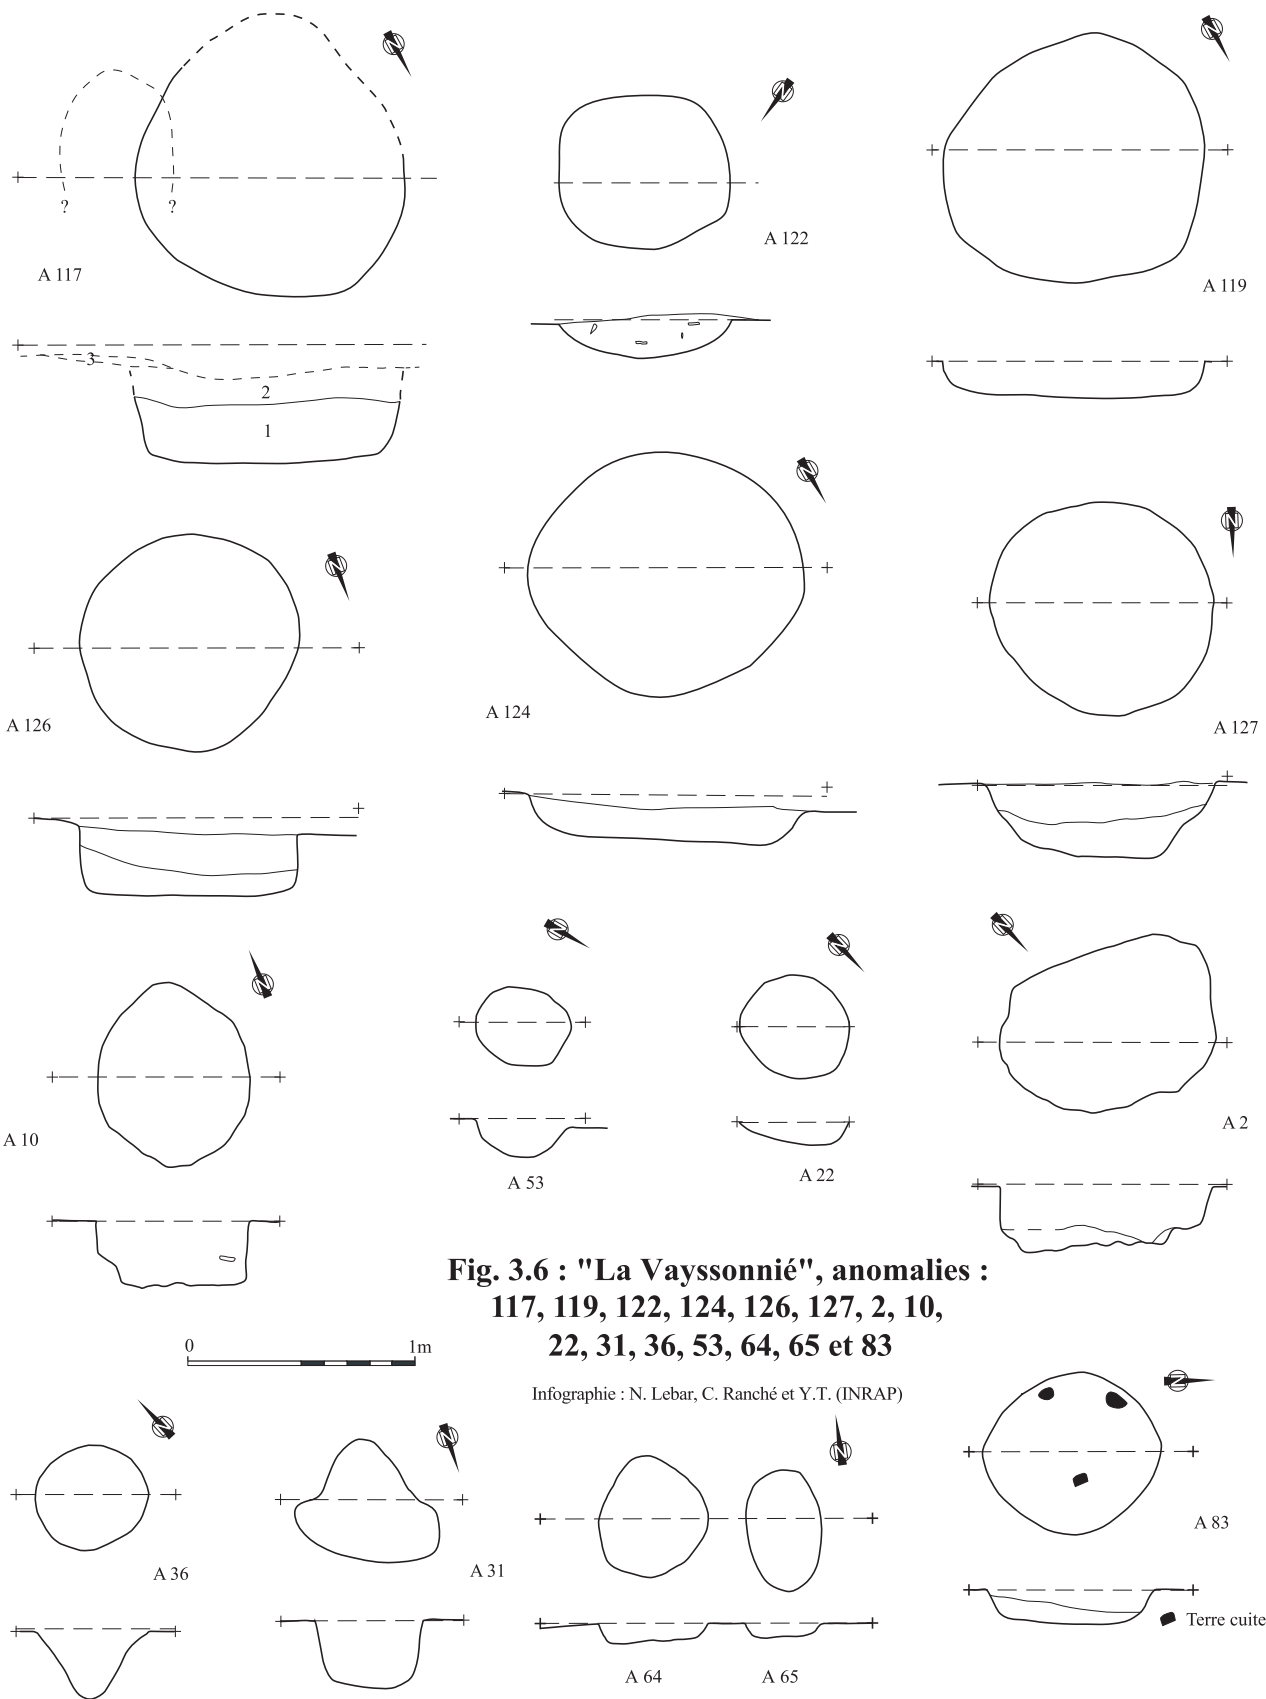 N
N
N
? ?
A 122
A 117
A 119
3
2
1
N
N
N
A 126
A 124
A 127
N
N
N
N
A 10
A 53
A 22
A 2
Fig. 3.6 : "La Vayssonnié", anomalies :
117, 119, 122, 124, 126, 127, 2, 10,
22, 31, 36, 53, 64, 65 et 83
0 1m
Infographie : N. Lebar, C. Ranché et Y.T. (INRAP)
N
N
N
N
A 83
A 36
A 31
Terre cuite
A 64
A 65